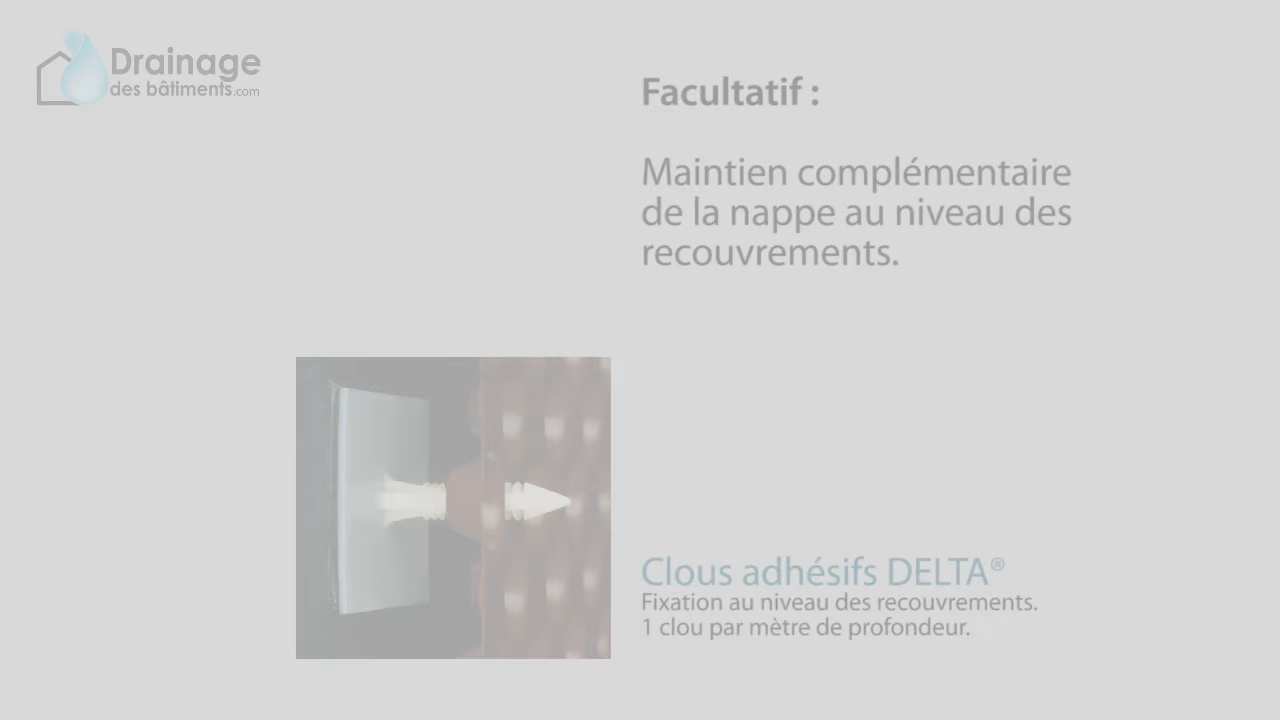 Drainage
des bâtiments.com
Facultatif :
Maintien complémentaire
de la nappe au niveau des
recouvrements.
Clous adhésifs DELTA®
Fixation au niveau des recouvrements.
1 clou par mètre de profondeur.